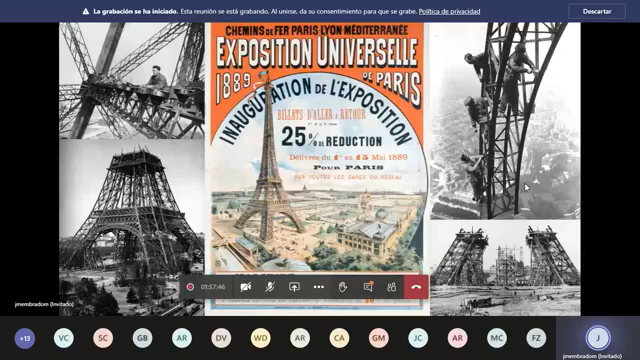 La grabación se ha iniciado. Esta reunión se está grabando. Al unirse, da su consentimiento para que se grabe. Política de privacidad
Descartar
CHEMINS DE FER PARIS LYON MÉDITERRANÉE
EXPOSITION UNIVERSELLE
1889 DE PARIS
INAUGURATION DE L'EXPOSITION
BILLETS D'ALLER & RETOUR
25% DE REDUCTION
Délivrés du 1er au 15 Mai 1889
POUR PARIS
PAR TOUTES LES GARES DU RÉSEAU
01:57:46
jmembradom (Invitado)
+13
VC
SC
GB
AR
DV
WD
AR
CA
GM
JC
AR
MC
FZ
J
jmembradom (Invitado)